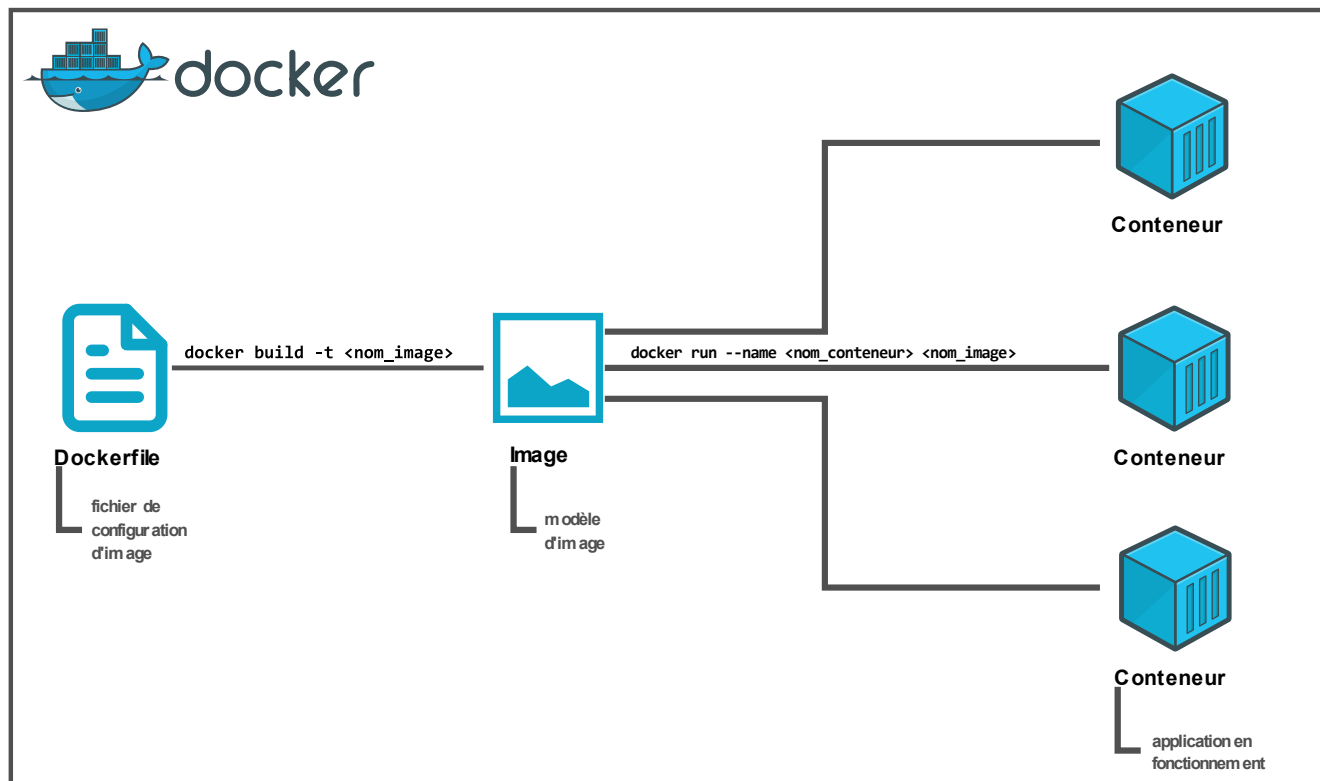 docker
Conteneur
docker build -t <nom_image>
docker run --name <nom_conteneur> <nom_image>
Dockerfile
fichier de
configuration
d'image
Image
modèle
d'image
Conteneur
Conteneur
application en
fonctionnement